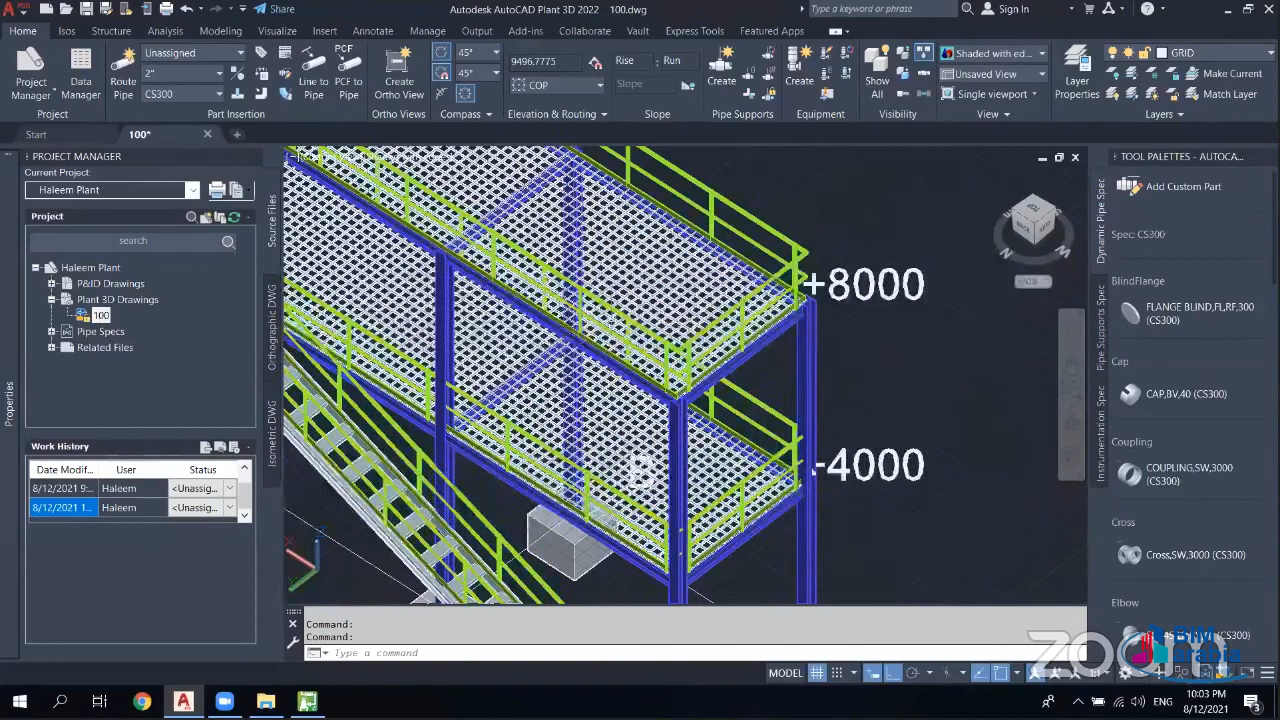 Share
Autodesk AutoCAD Plant 3D 2022 100.dwg
Type a keyword or phrase
Sign In
Home Isos Structure Analysis Modeling Visualize Insert Annotate Manage Output Add-ins Collaborate Vault Express Tools Featured Apps
Project Manager
Data Manager
Project
Route Pipe
Unassigned
2"
CS300
Line to Pipe
PCF to Pipe
Part Insertion
Create Ortho View
Ortho Views
45°
45°
Compass
9496.7775
COP
Elevation & Routing
Rise : Run
Slope
Slope
Create
Pipe Supports
Create
Equipment
Show All
Visibility
Shaded with ed...
Unsaved View
Single viewport
View
Layer Properties
GRID
Make Current
Match Layer
Layers
Start
100*
PROJECT MANAGER
Current Project:
Haleem Plant
Project
search
Haleem Plant
P&ID Drawings
Plant 3D Drawings
100
Pipe Specs
Related Files
Source Files
Orthographic DWG
Isometric DWG
Properties
Work History
Date Modif... User Status
8/12/2021 9:... Haleem <Unassig...
8/12/2021 1... Haleem <Unassig...
+8000
+4000
TOOL PALETTES - AUTOCA...
Add Custom Part
Spec: CS300
BlindFlange
FLANGE BLIND,FL,RF,300
(CS300)
Cap
CAP,BV,40 (CS300)
Coupling
COUPLING,SW,3000
(CS300)
Cross
Cross,SW,3000 (CS300)
Elbow
Dynamic Pipe Spec
Pipe Supports Spec
Instrumentation Spec
Command:
Command:
Type a command
MODEL
zoom
BIM
arabia
ENG
10:03 PM
8/12/2021